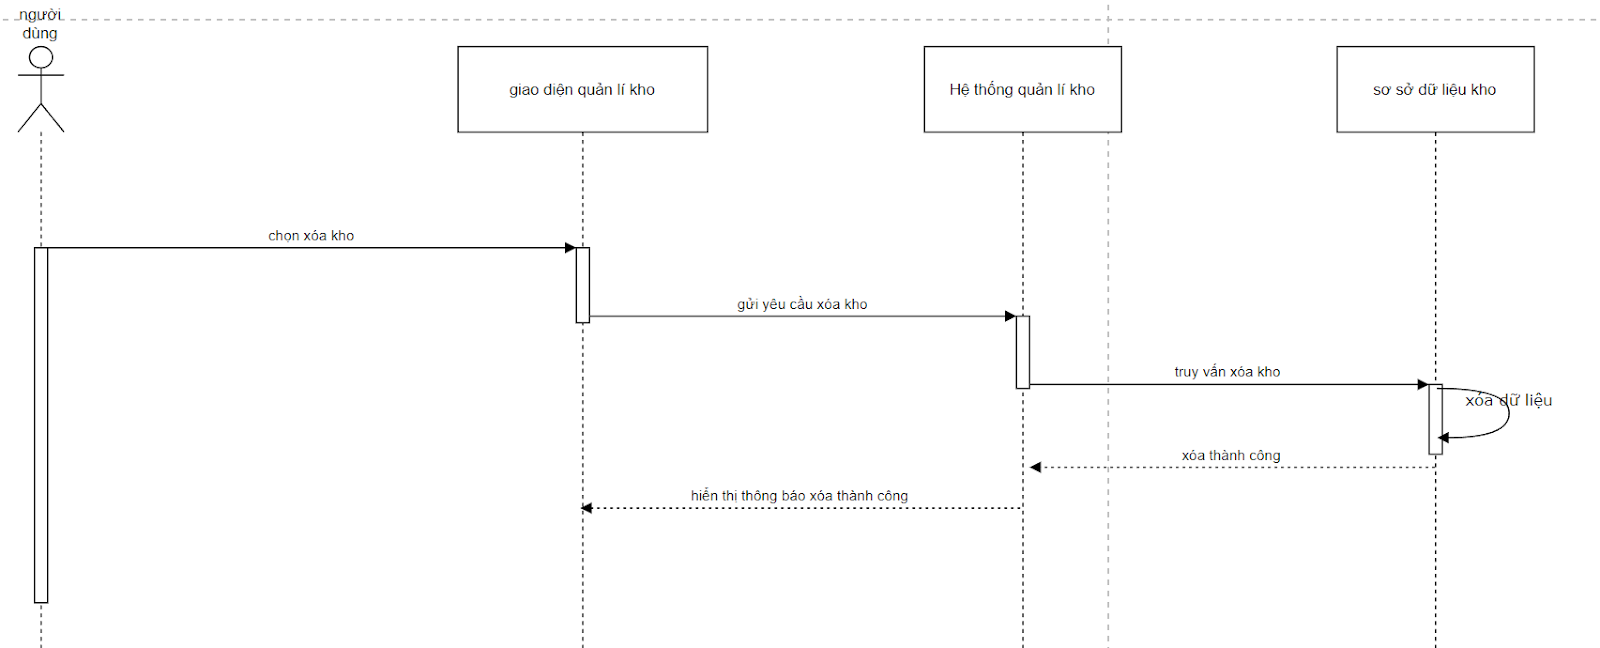 người
dùng
giao diện quản lí kho
Hệ thống quản lí kho
sơ sở dữ liệu kho
chọn xóa kho
gửi yêu cầu xóa kho
truy vấn xóa kho
xóa dữ liệu
xóa thành công
hiển thị thông báo xóa thành công